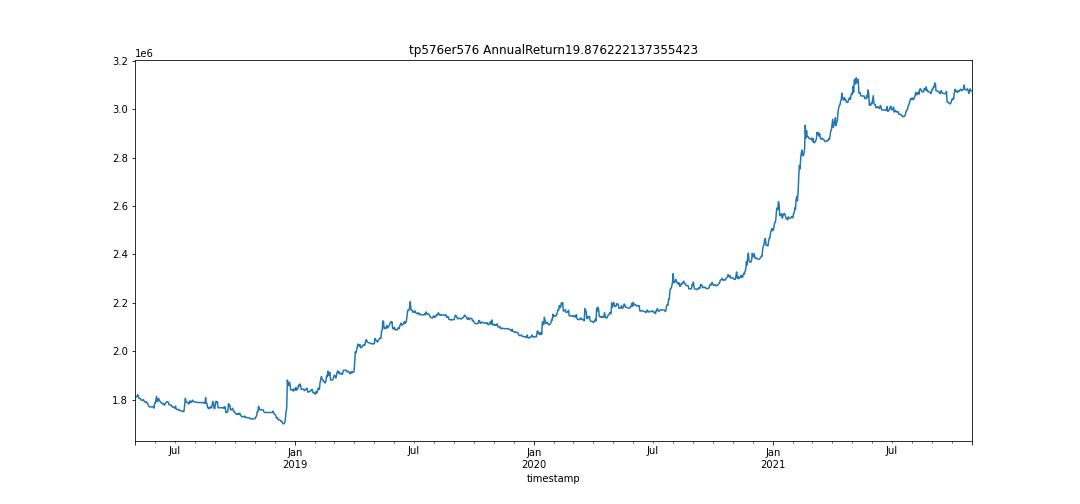 tp576er576 AnnualReturn19.876222137355423
1e6
3.2
3.0
2.8
2.6
2.4
2.2
2.0
1.8
Jul
Jan
2019
Jul
Jan
2020
Jul
Jan
2021
Jul
timestamp